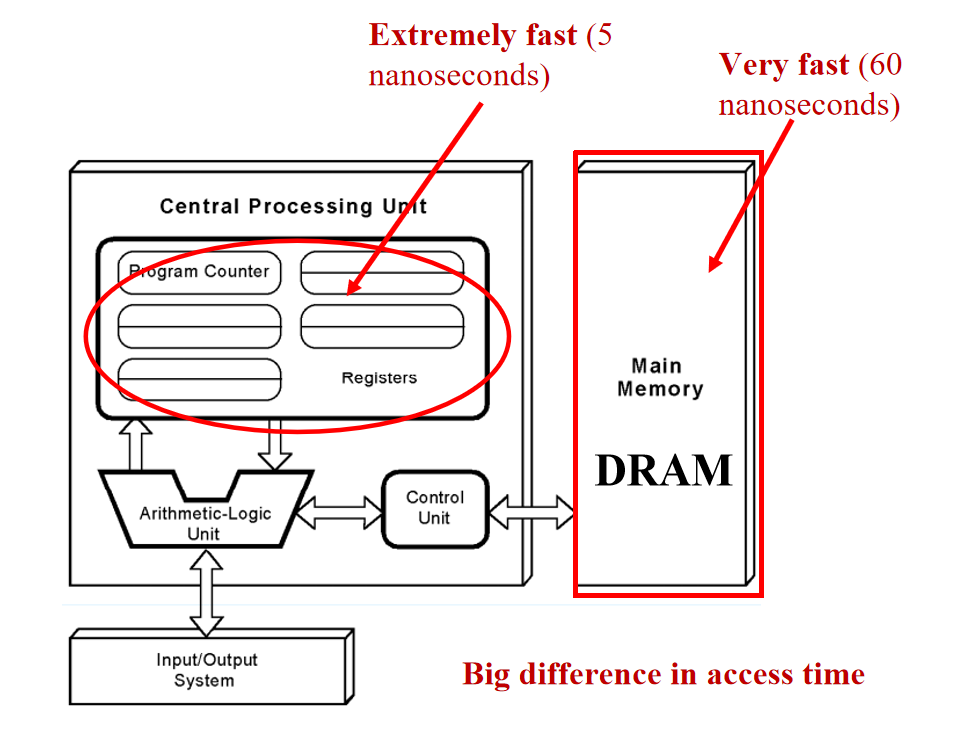 Extremely fast (5
nanoseconds)
Very fast (60
nanoseconds)
Central Processing Unit
Program Counter
Registers
Arithmetic-Logic
Unit
Control
Unit
Main
Memory
DRAM
Input/Output
System
Big difference in access time